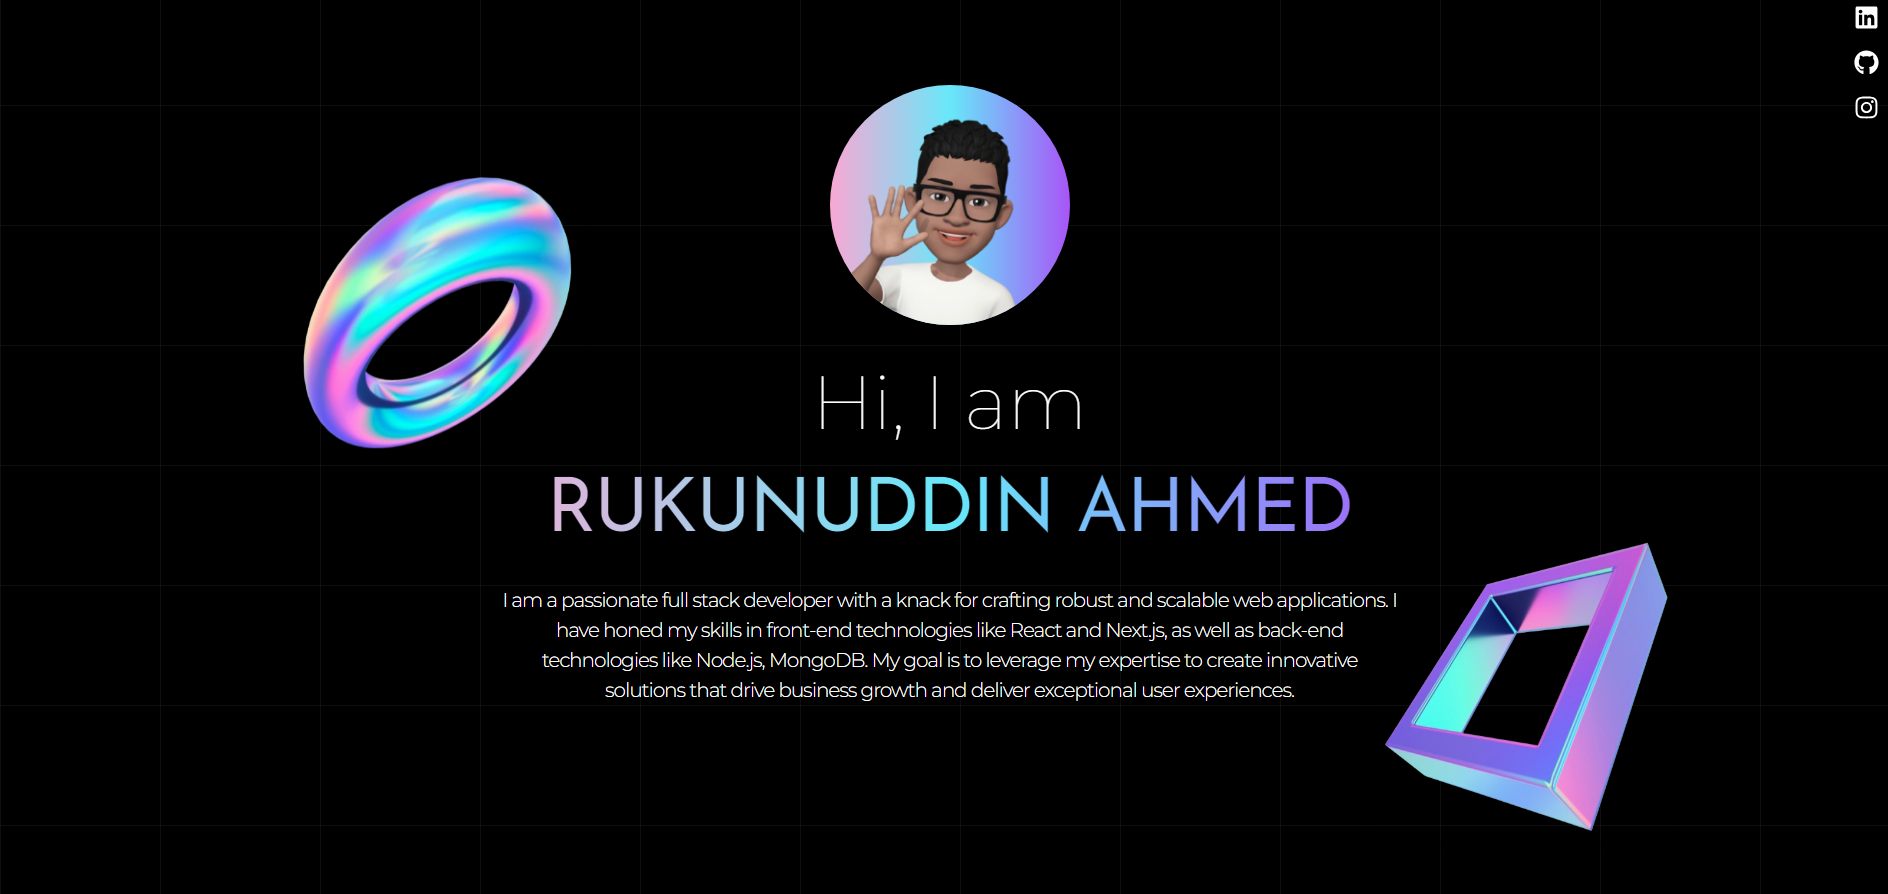 in
Hi, I am
RUKUNUDDIN AHMED
I am a passionate full stack developer with a knack for crafting robust and scalable web applications. I
have honed my skills in front-end technologies like React and Next.js, as well as back-end
technologies like Node.js, MongoDB. My goal is to leverage my expertise to create innovative
solutions that drive business growth and deliver exceptional user experiences.